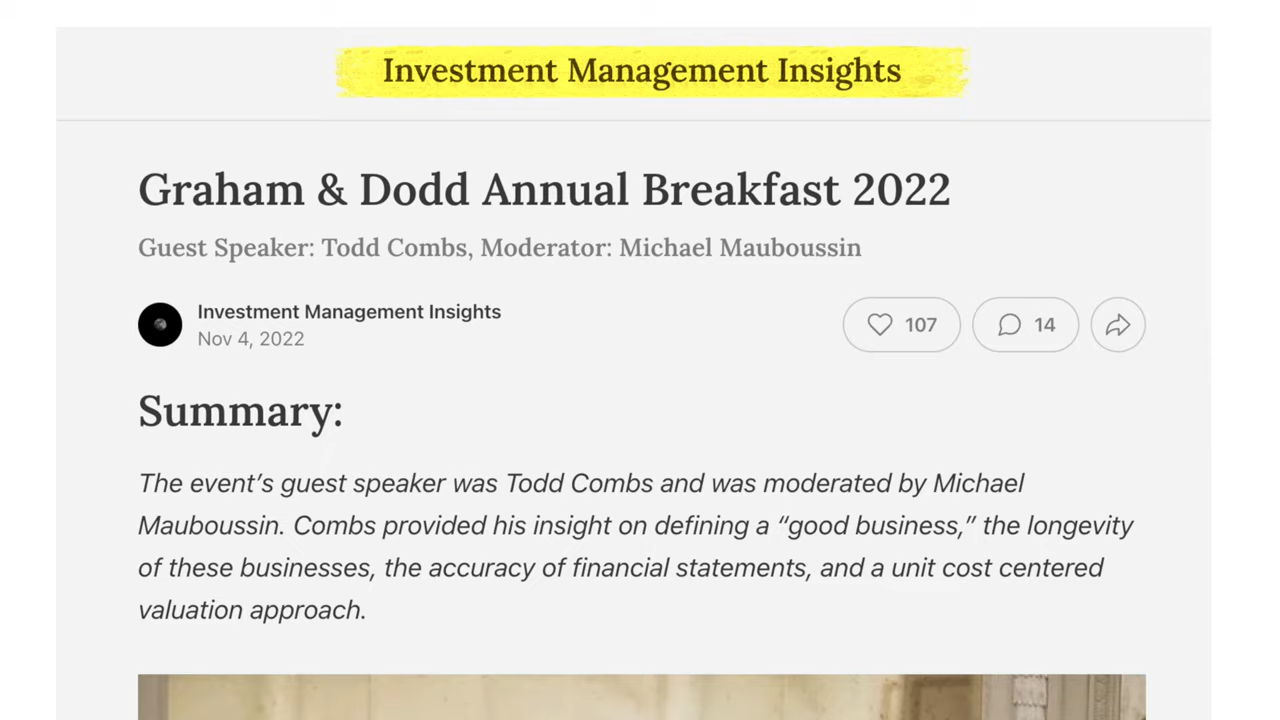 Investment Management Insights
Graham & Dodd Annual Breakfast 2022
Guest Speaker: Todd Combs, Moderator: Michael Mauboussin
Investment Management Insights
Nov 4, 2022
107
14
Summary:
The event’s guest speaker was Todd Combs and was moderated by Michael
Mauboussin. Combs provided his insight on defining a “good business,” the longevity
of these businesses, the accuracy of financial statements, and a unit cost centered
valuation approach.